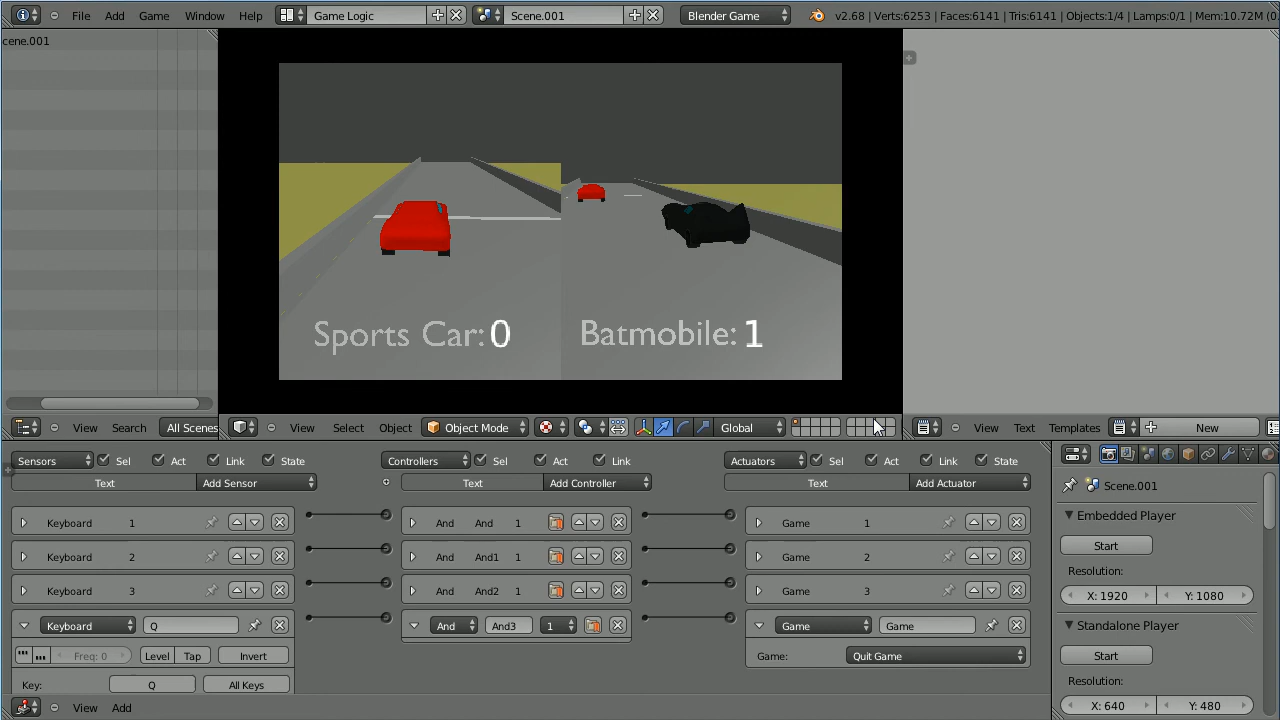 File Add Game Window Help Game Logic Scene.001 Blender Game v2.68 | Verts:6253 | Faces:6141 | Tris:6141 | Objects:1/4 | Lamps:0/1 | Mem:10.72M (0
cene.001
Sports Car: 0 Batmobile: 1
View Search All Scenes View Select Object Object Mode Global View Text Templates New
Sensors Sel Act Link State Controllers Sel Act Link Actuators Sel Act Link State
Text Add Sensor Text Add Controller Text Add Actuator
Scene.001
Embedded Player
Keyboard 1 And And 1 Game 1
Start
Keyboard 2 And And1 1 Game 2
Resolution:
Keyboard 3 And And2 1 Game 3
X: 1920 Y: 1080
Keyboard Q And And3 1 Game Game
Standalone Player
Freq: 0 Level Tap Invert Game: Quit Game
Start
Key: Q All Keys
Resolution:
X: 640 Y: 480
View Add